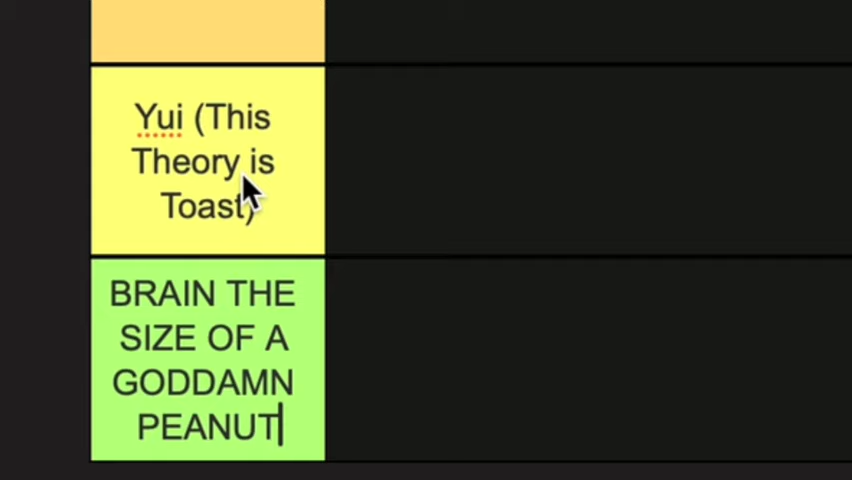 Yui (This
Theory is
Toast)
BRAIN THE
SIZE OF A
GODDAMN
PEANUT